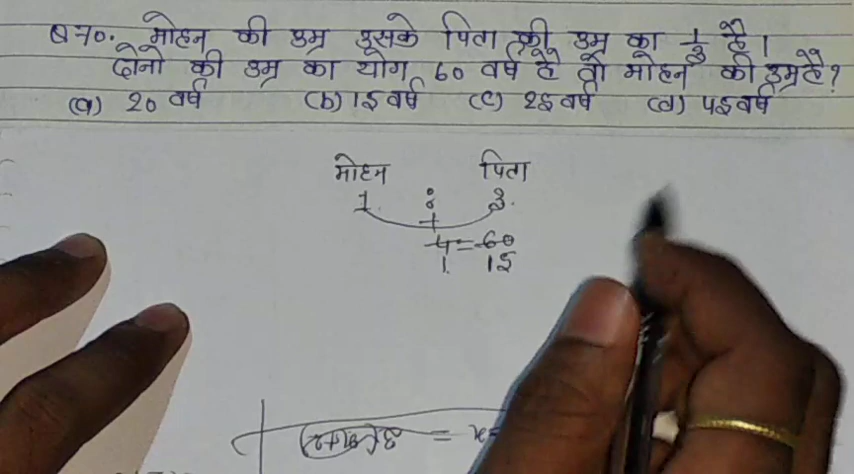 Q70. मोहन की उम्र उसके पिता की उम्र का 1/3 है।
दोनो की उम्र का योग 60 वर्ष है तो मोहन की उम्र है?
(a) 20 वर्ष (b) 15 वर्ष (c) 25 वर्ष (d) 45 वर्ष
मोहन पिता
1 : 3
+
4 = 60
1 15